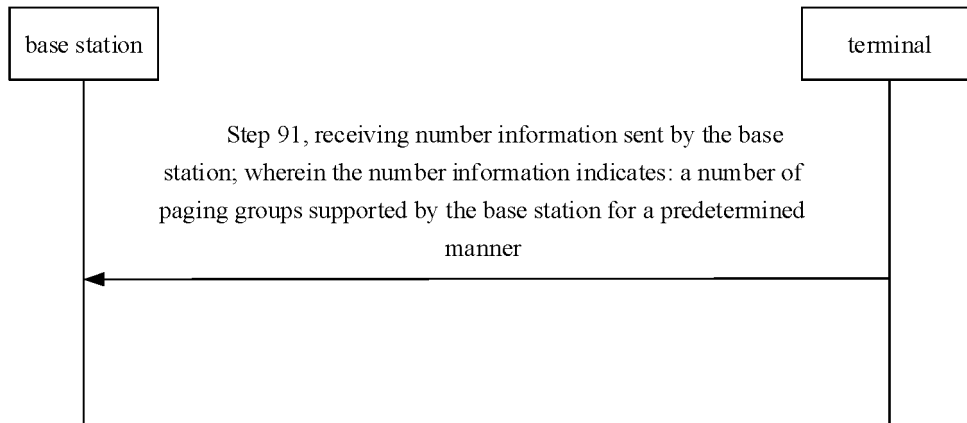 base station
terminal
Step 91, receiving number information sent by the base
station; wherein the number information indicates: a number of
paging groups supported by the base station for a predetermined
manner